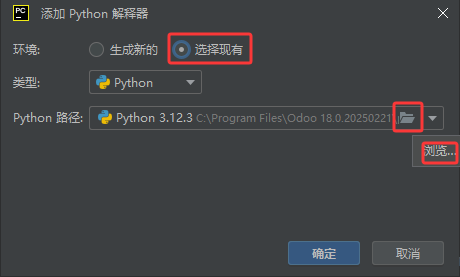 PC 添加 Python 解释器
环境: 生成新的 选择现有
类型: Python
Python 路径: Python 3.12.3 C:\Program Files\Odoo 18.0.20250221\
浏览...
确定 取消